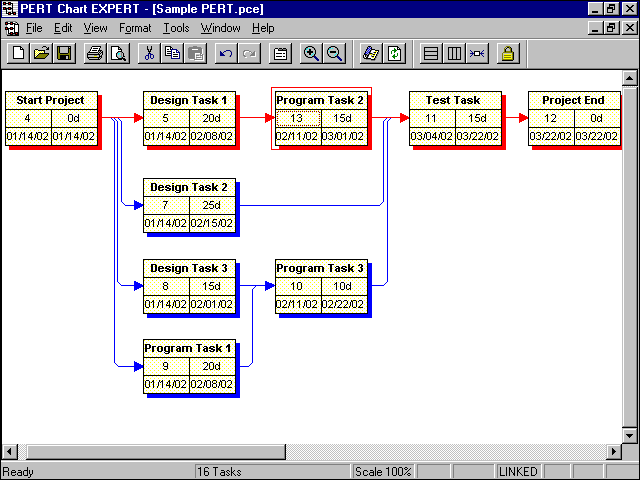 PERT Chart EXPERT - [Sample PERT.pce]
File Edit View Format Tools Window Help
Start Project
4 0d
01/14/02 01/14/02
Design Task 1
5 20d
01/14/02 02/08/02
Program Task 2
13 15d
02/11/02 03/01/02
Test Task
11 15d
03/04/02 03/22/02
Project End
12 0d
03/22/02 03/22/02
Design Task 2
7 25d
01/14/02 02/15/02
Design Task 3
8 15d
01/14/02 02/01/02
Program Task 3
10 10d
02/11/02 02/22/02
Program Task 1
9 20d
01/14/02 02/08/02
Ready 16 Tasks Scale 100% LINKED